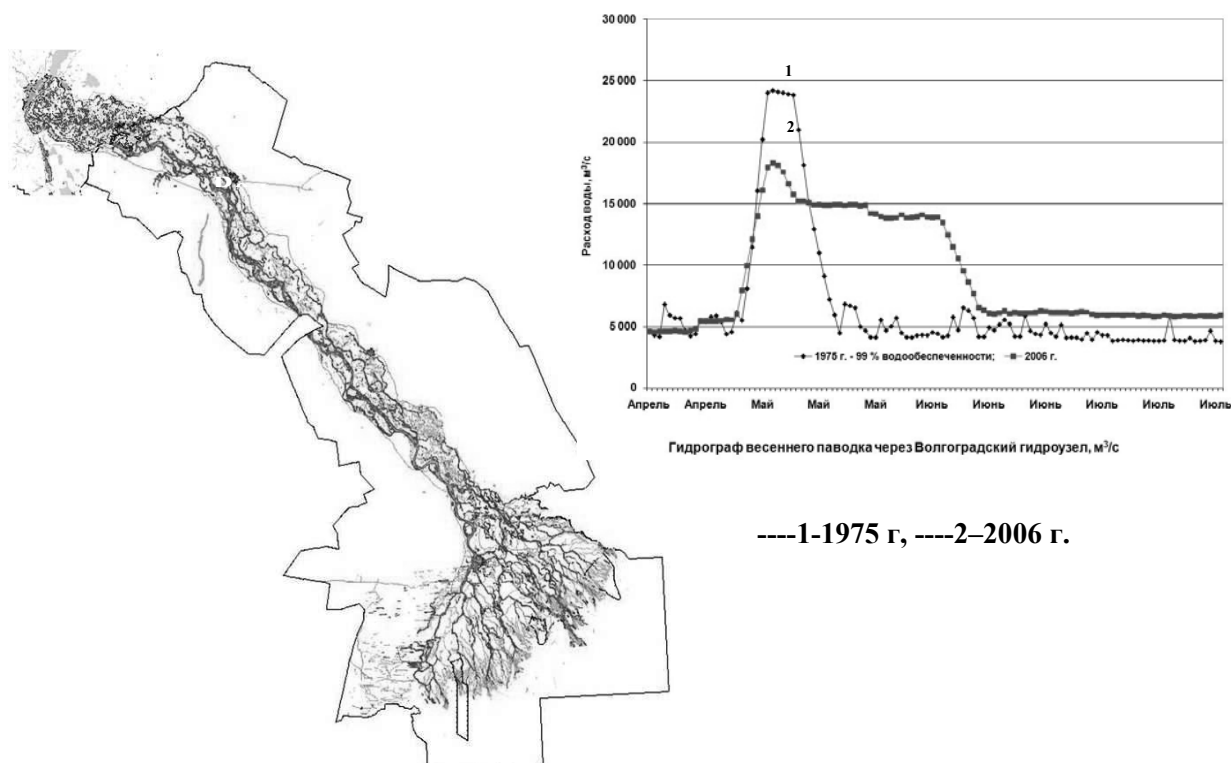 30 000
25 000
20 000
15 000
10 000
5 000
0
Расход воды, м³/с
1
2
1975 г. - 99 % водообеспеченности; 2006 г.
Апрель Апрель Май Май Май Июнь Июнь Июнь Июль Июль Июль
Гидрограф весеннего паводка через Волгоградский гидроузел, м³/с
----1-1975 г, ----2–2006 г.